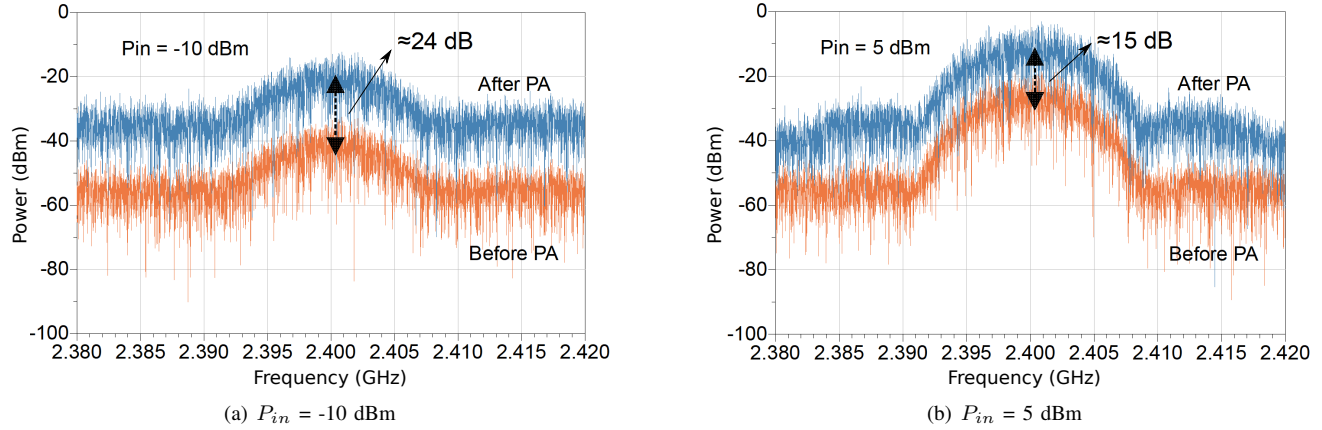 0
-20
-40
-60
-80
-100
Power (dBm)
Pin = -10 dBm
≈24 dB
After PA
Before PA
2.380 2.385 2.390 2.395 2.400 2.405 2.410 2.415 2.420
Frequency (GHz)
(a) P_in = -10 dBm
0
-20
-40
-60
-80
-100
Power (dBm)
Pin = 5 dBm
≈15 dB
After PA
Before PA
2.380 2.385 2.390 2.395 2.400 2.405 2.410 2.415 2.420
Frequency (GHz)
(b) P_in = 5 dBm